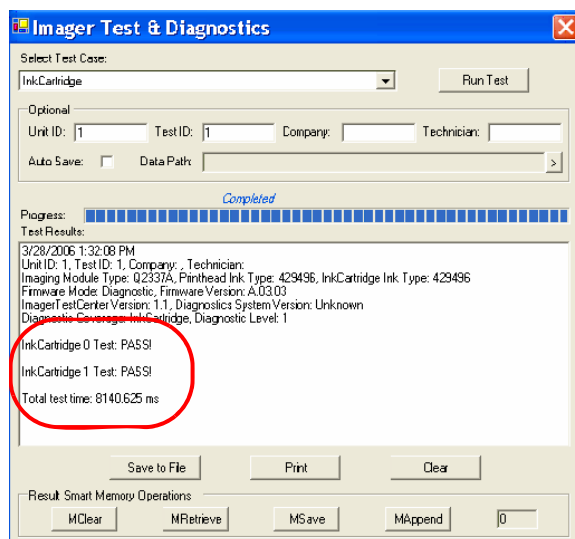 Imager Test & Diagnostics
Select Test Case:
InkCartridge
Run Test
Optional
Unit ID: 1 Test ID: 1 Company: Technician:
Auto Save: Data Path: >
Completed
Progress:
Test Results:
3/28/2006 1:32:08 PM
Unit ID: 1, Test ID: 1, Company: , Technician:
Imaging Module Type: Q2337A, Printhead Ink Type: 429496, InkCartridge Ink Type: 429496
Firmware Mode: Diagnostic, Firmware Version: A.03.03
ImagerTestCenter Version: 1.1, Diagnostics System Version: Unknown
Diagnostic Coverage: InkCartridge, Diagnostic Level: 1
InkCartridge 0 Test: PASS!
InkCartridge 1 Test: PASS!
Total test time: 8140.625 ms
Save to File Print Clear
Result Smart Memory Operations
MClear MRetrieve MSave MAppend 0